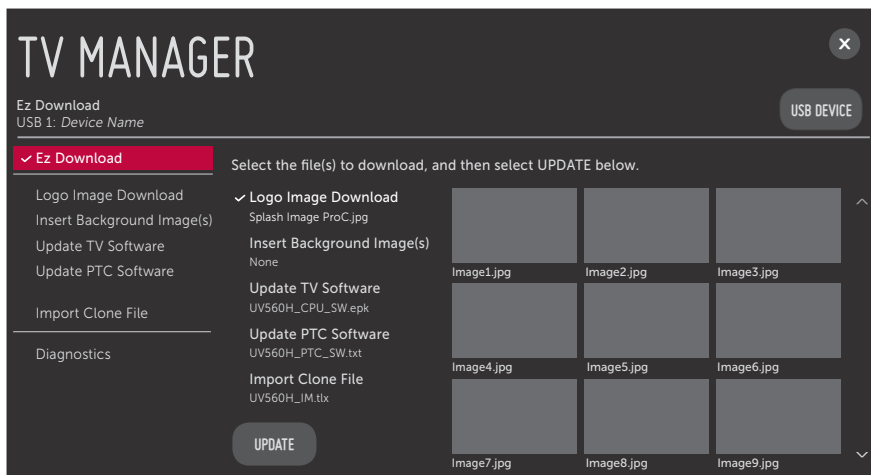 TV MANAGER
X
Ez Download
USB 1: Device Name
USB DEVICE
Ez Download
Logo Image Download
Insert Background Image(s)
Update TV Software
Update PTC Software
Import Clone File
Diagnostics
Select the file(s) to download, and then select UPDATE below.
Logo Image Download
Splash Image ProC.jpg
Insert Background Image(s)
None
Update TV Software
UV560H_CPU_SW.epk
Update PTC Software
UV560H_PTC_SW.txt
Import Clone File
UV560H_IM.tlx
UPDATE
Image1.jpg
Image2.jpg
Image3.jpg
Image4.jpg
Image5.jpg
Image6.jpg
Image7.jpg
Image8.jpg
Image9.jpg